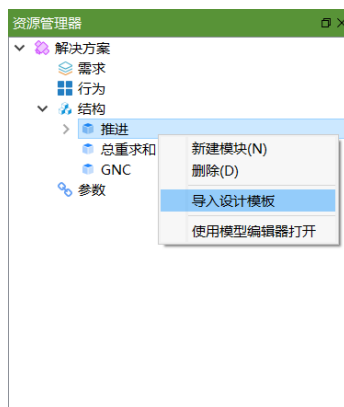 资源管理器
解决方案
需求
行为
结构
推进
总重求和
GNC
参数
新建模块(N)
删除(D)
导入设计模板
使用模型编辑器打开